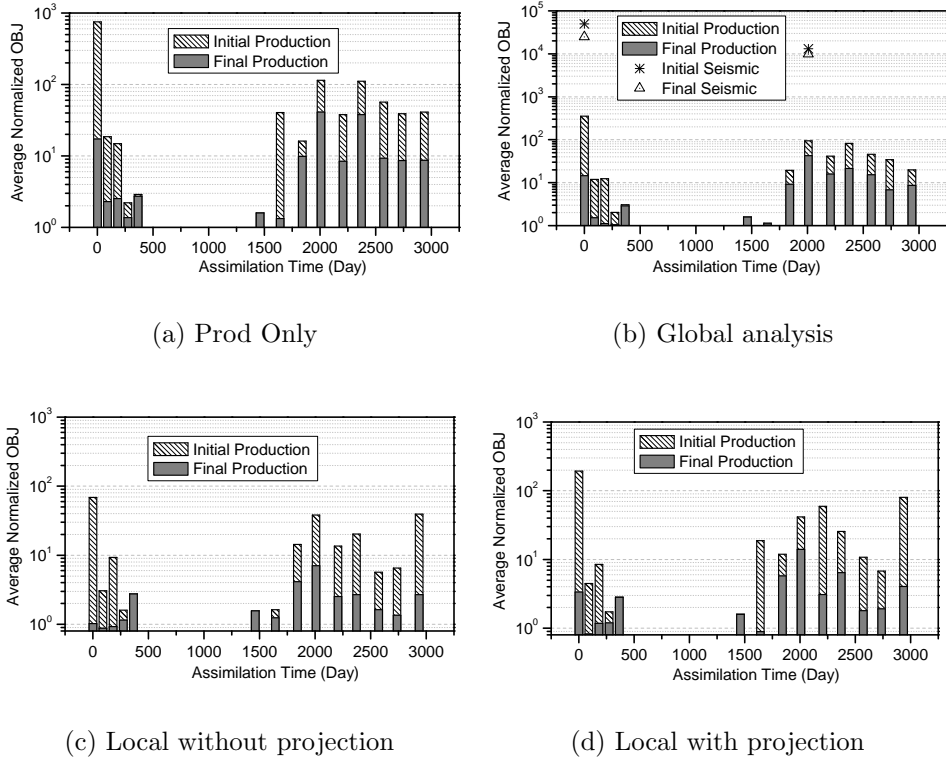 10^3
10^2
10^1
10^0
Average Normalized OBJ
Initial Production
Final Production
0 500 1000 1500 2000 2500 3000
Assimilation Time (Day)
(a) Prod Only
10^6
10^5
10^4
10^3
10^2
10^1
10^0
Average Normalized OBJ
Initial Production
Final Production
Initial Seismic
Final Seismic
0 500 1000 1500 2000 2500 3000
Assimilation Time (Day)
(b) Global analysis
10^3
10^2
10^1
10^0
Average Normalized OBJ
Initial Production
Final Production
0 500 1000 1500 2000 2500 3000
Assimilation Time (Day)
(c) Local without projection
10^3
10^2
10^1
10^0
Average Normalized OBJ
Initial Production
Final Production
0 500 1000 1500 2000 2500 3000
Assimilation Time (Day)
(d) Local with projection